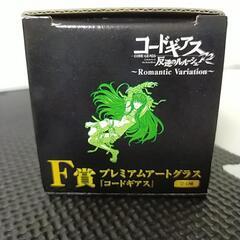 コードギアス
反逆のルルーシュR2
～Romantic Variation～
F賞 プレミアムアートグラス
「コードギアス」